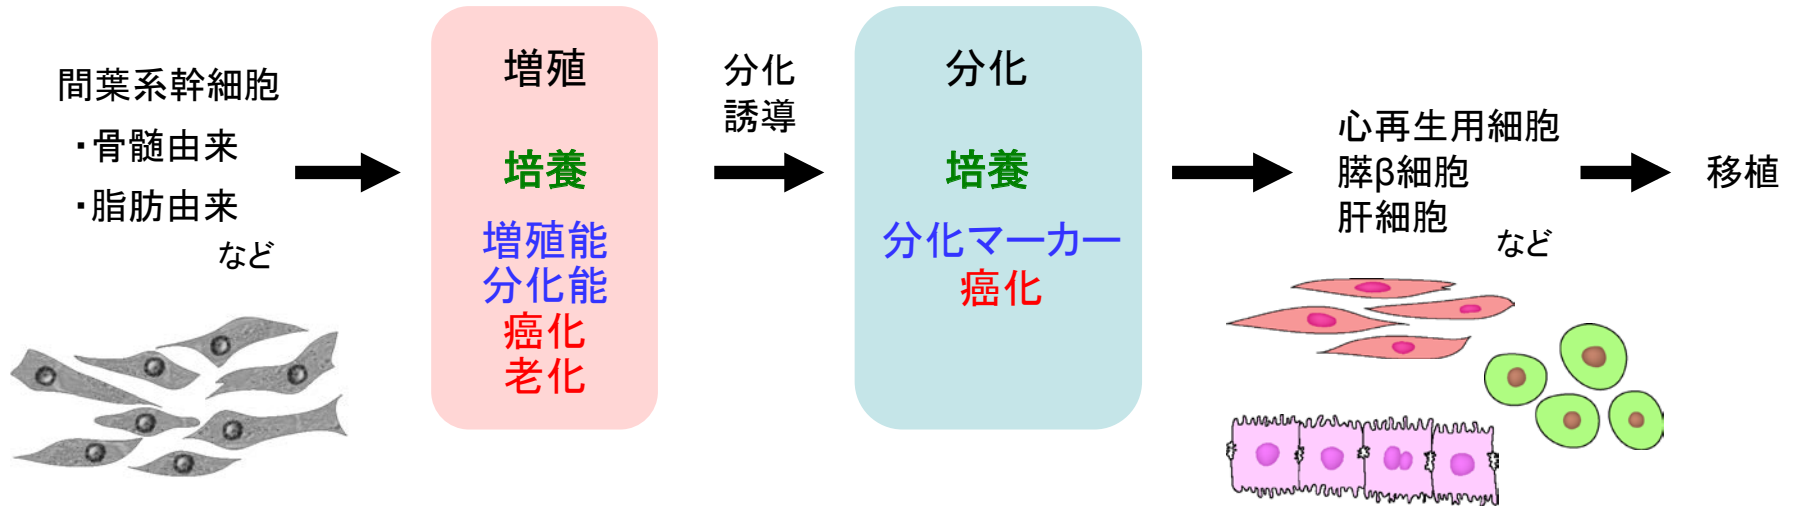 間葉系幹細胞
・骨髄由来
・脂肪由来
など
増殖
培養
増殖能
分化能
癌化
老化
分化
誘導
分化
培養
分化マーカー
癌化
心再生用細胞
膵β細胞
肝細胞
など
移植